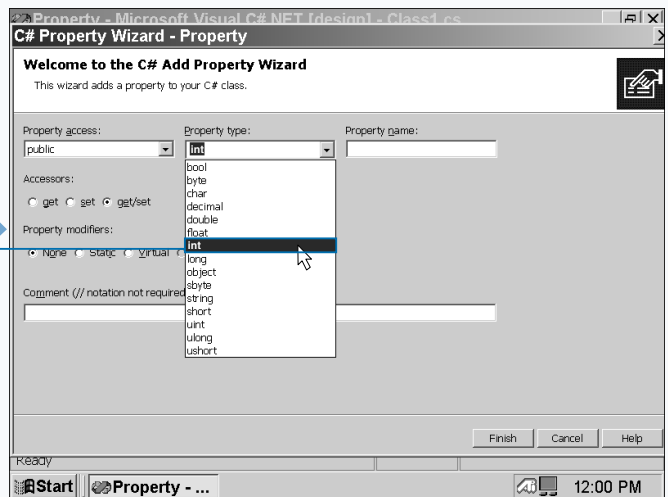 Property - Microsoft Visual C#.NET [design] - Class1.cs
C# Property Wizard - Property
Welcome to the C# Add Property Wizard
This wizard adds a property to your C# class.
Property access:
Property type:
Property name:
public
int
bool
byte
char
decimal
double
float
int
long
object
sbyte
string
short
uint
ulong
ushort
Accessors:
get set get/set
Property modifiers:
None Static Virtual
Comment (// notation not required
Finish Cancel Help
Ready
Start Property - ... 12:00 PM